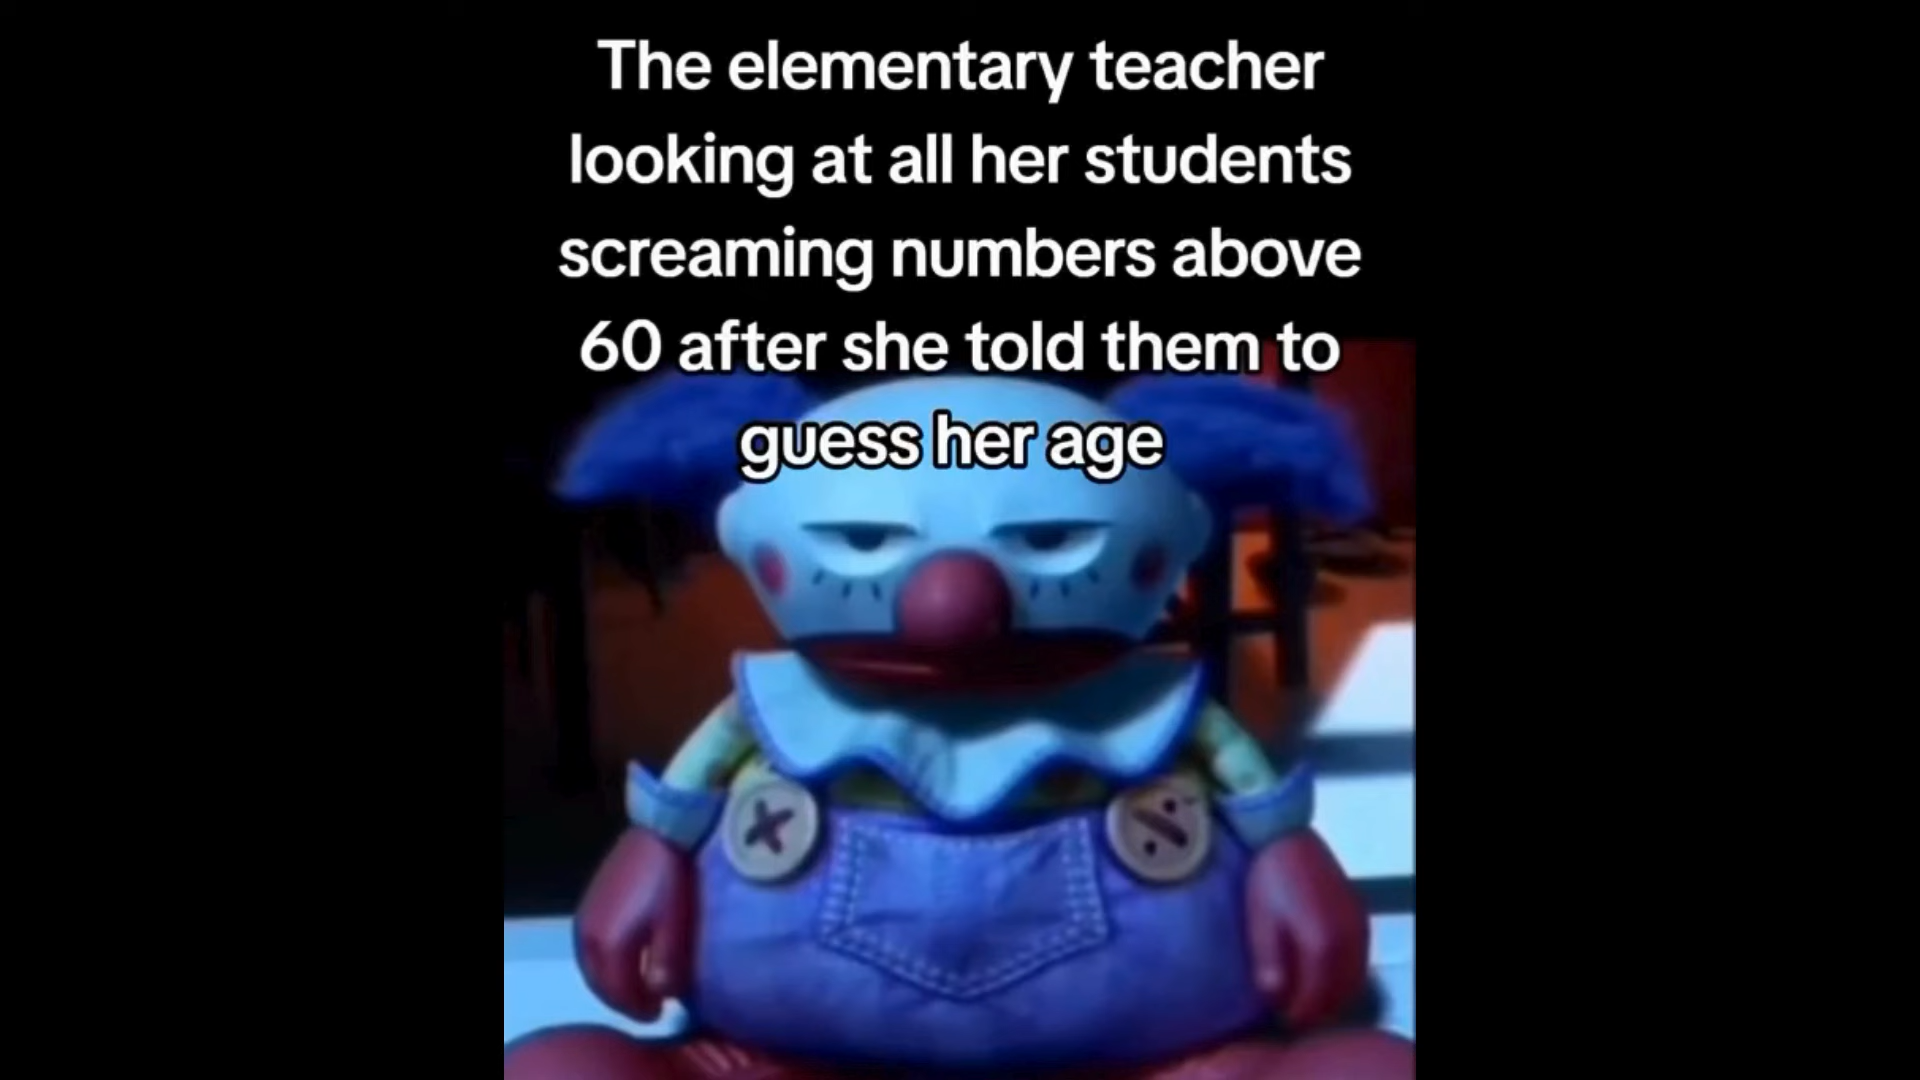 The elementary teacher
looking at all her students
screaming numbers above
60 after she told them to
guess her age